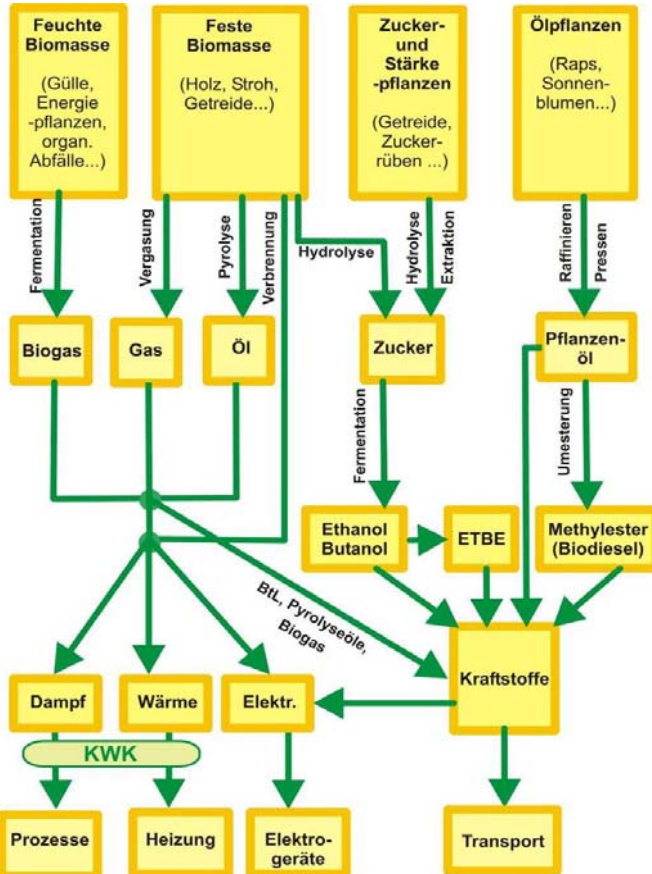 Feuchte
Biomasse
(Gülle,
Energie
-pflanzen,
organ.
Abfälle...)
Feste
Biomasse
(Holz, Stroh,
Getreide...)
Zucker-
und
Stärke
-pflanzen
(Getreide,
Zucker-
rüben ...)
Ölpflanzen
(Raps,
Sonnen-
blumen...)
Fermentation
Vergasung
Pyrolyse
Verbrennung
Hydrolyse
Hydrolyse
Extraktion
Raffinieren
Pressen
Biogas
Gas
Öl
Zucker
Pflanzen-
öl
Fermentation
Umesterung
Ethanol
Butanol
ETBE
Methylester
(Biodiesel)
BtL, Pyrolyseöle,
Biogas
Kraftstoffe
Dampf
Wärme
Elektr.
KWK
Prozesse
Heizung
Elektro-
geräte
Transport